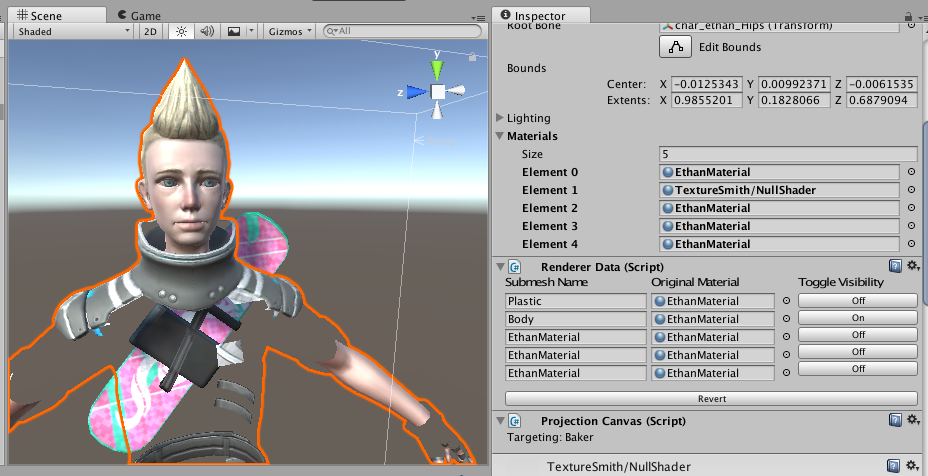 Scene
Game
Shaded
2D
Gizmos
All
y
z
Inspector
Root Bone char_ethan_Hips (Transform)
Edit Bounds
Bounds
Center: X -0.0125343 Y 0.00992371 Z -0.0061535
Extents: X 0.9855201 Y 0.1828066 Z 0.6879094
Lighting
Materials
Size 5
Element 0 EthanMaterial
Element 1 TextureSmith/NullShader
Element 2 EthanMaterial
Element 3 EthanMaterial
Element 4 EthanMaterial
Renderer Data (Script)
Submesh Name Original Material Toggle Visibility
Plastic EthanMaterial Off
Body EthanMaterial On
EthanMaterial EthanMaterial Off
EthanMaterial EthanMaterial Off
EthanMaterial EthanMaterial Off
Revert
Projection Canvas (Script)
Targeting: Baker
TextureSmith/NullShader